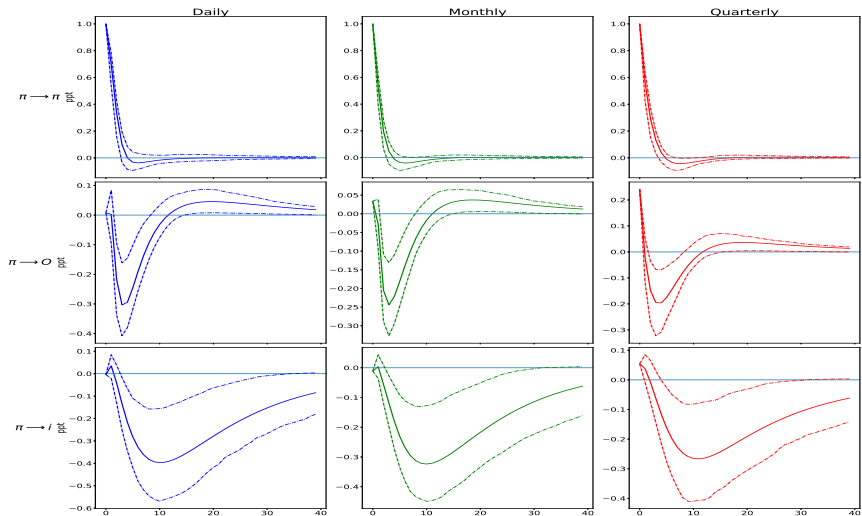 Daily Monthly Quarterly
π → π
ppt
1.0 0.8 0.6 0.4 0.2 0.0
1.0 0.8 0.6 0.4 0.2 0.0
1.0 0.8 0.6 0.4 0.2 0.0
π → O
ppt
0.1 0.0 −0.1 −0.2 −0.3 −0.4
0.05 0.00 −0.05 −0.10 −0.15 −0.20 −0.25 −0.30
0.2 0.1 0.0 −0.1 −0.2 −0.3
π → i
ppt
0.1 0.0 −0.1 −0.2 −0.3 −0.4 −0.5 −0.6
0.0 −0.1 −0.2 −0.3 −0.4
0.1 0.0 −0.1 −0.2 −0.3 −0.4
0 10 20 30 40 0 10 20 30 40 0 10 20 30 40